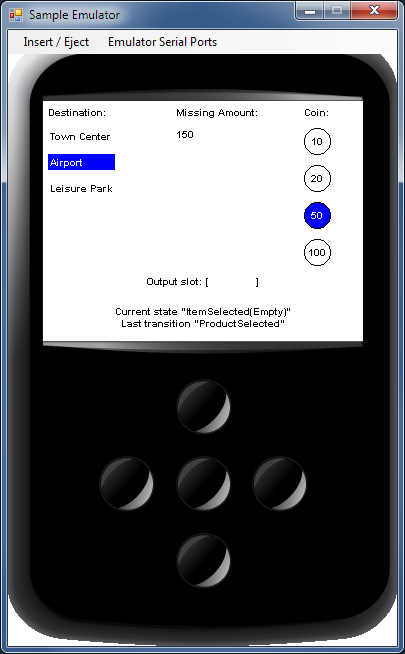 Sample Emulator
Insert / Eject Emulator Serial Ports
Destination: Missing Amount: Coin:
Town Center 150 10
Airport 20
Leisure Park 50
100
Output slot: [ ]
Current state "ItemSelected(Empty)"
Last transition "ProductSelected"